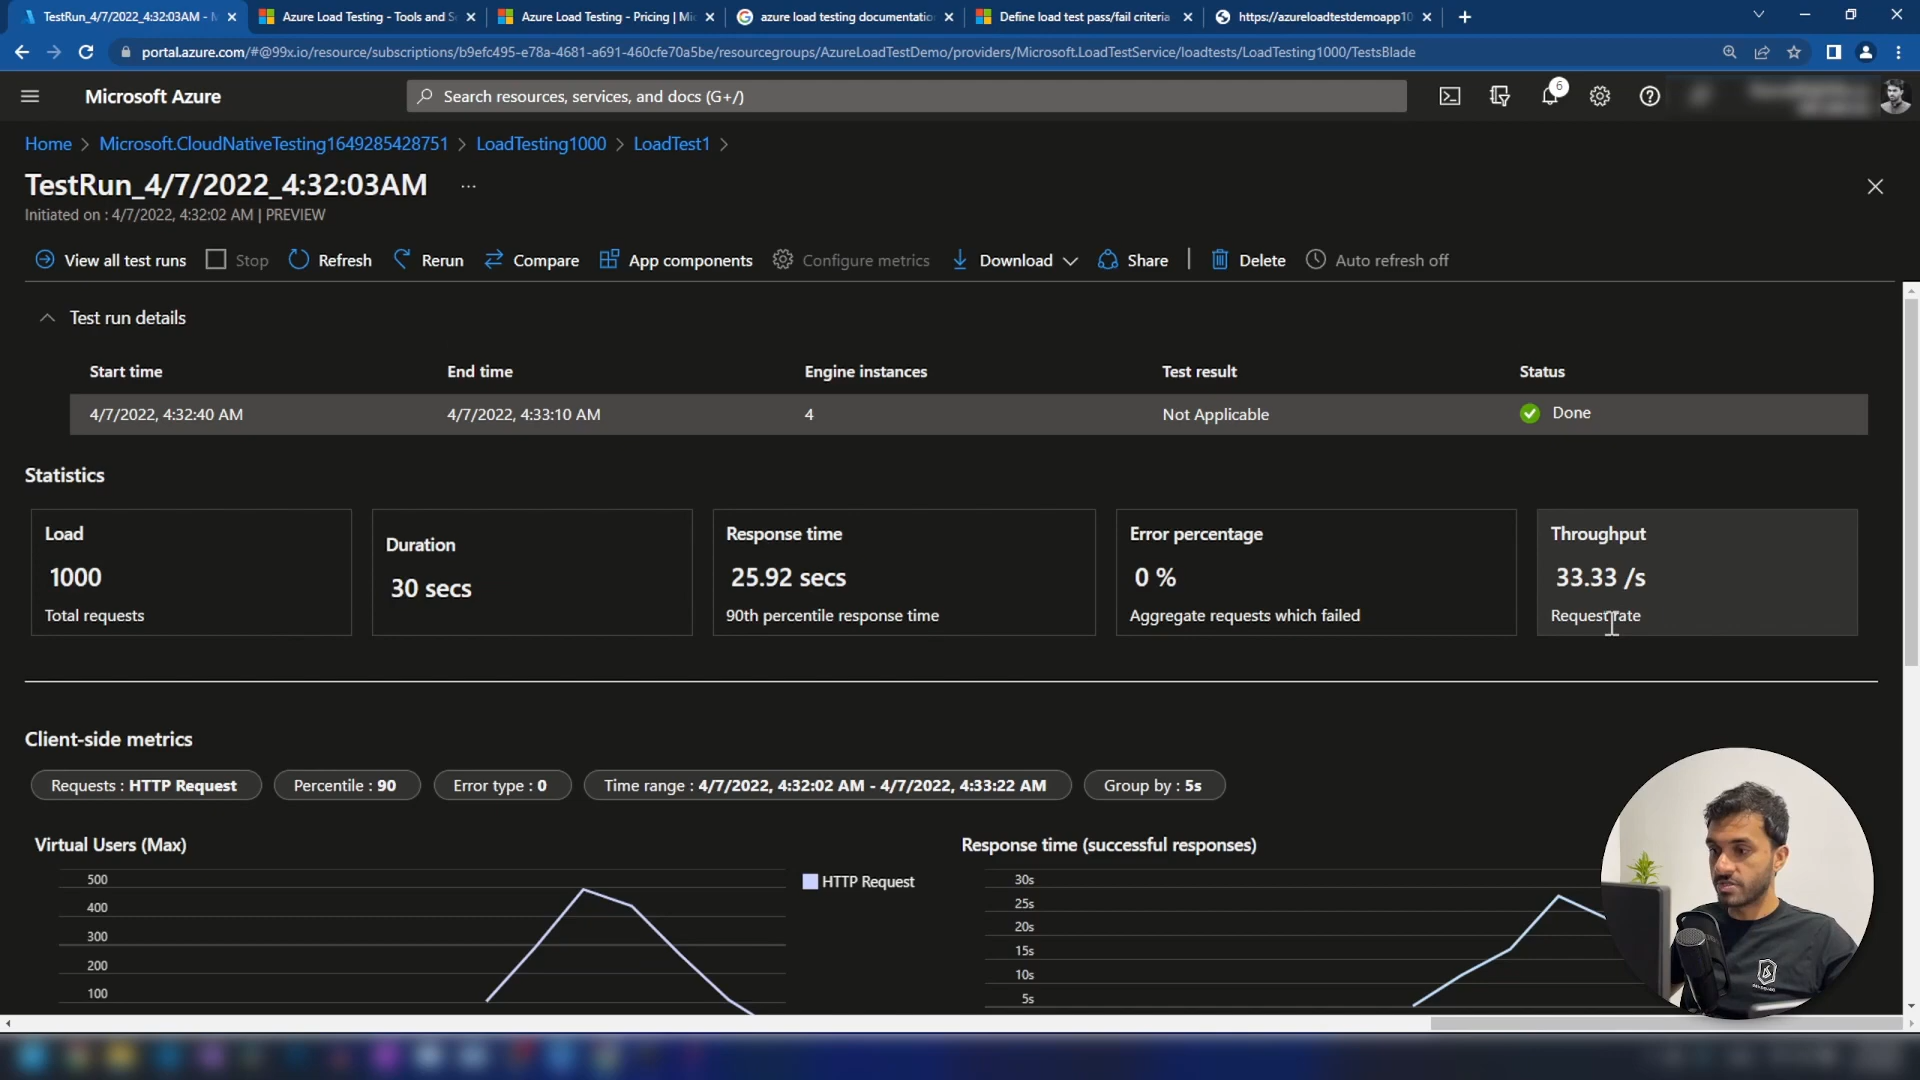 TestRun_4/7/2022_4:32:03AM - M
Azure Load Testing - Tools and Se
Azure Load Testing - Pricing | Mi
azure load testing documentation
Define load test pass/fail criteria
https://azureloadtestdemoapp10
portal.azure.com/#@99x.io/resource/subscriptions/b9efc495-e78a-4681-a691-460cfe70a5be/resourcegroups/AzureLoadTestDemo/providers/Microsoft.LoadTestService/loadtests/LoadTesting1000/TestsBlade
Microsoft Azure
Search resources, services, and docs (G+/)
6
Home > Microsoft.CloudNativeTesting1649285428751 > LoadTesting1000 > LoadTest1 >
TestRun_4/7/2022_4:32:03AM ...
Initiated on : 4/7/2022, 4:32:02 AM | PREVIEW
View all test runs Stop Refresh Rerun Compare App components Configure metrics Download Share Delete Auto refresh off
Test run details
Start time End time Engine instances Test result Status
4/7/2022, 4:32:40 AM 4/7/2022, 4:33:10 AM 4 Not Applicable Done
Statistics
Load
1000
Total requests
Duration
30 secs
Response time
25.92 secs
90th percentile response time
Error percentage
0 %
Aggregate requests which failed
Throughput
33.33 /s
Request rate
Client-side metrics
Requests : HTTP Request Percentile : 90 Error type : 0 Time range : 4/7/2022, 4:32:02 AM - 4/7/2022, 4:33:22 AM Group by : 5s
Virtual Users (Max)
500
400
300
200
100
HTTP Request
Response time (successful responses)
30s
25s
20s
15s
10s
5s